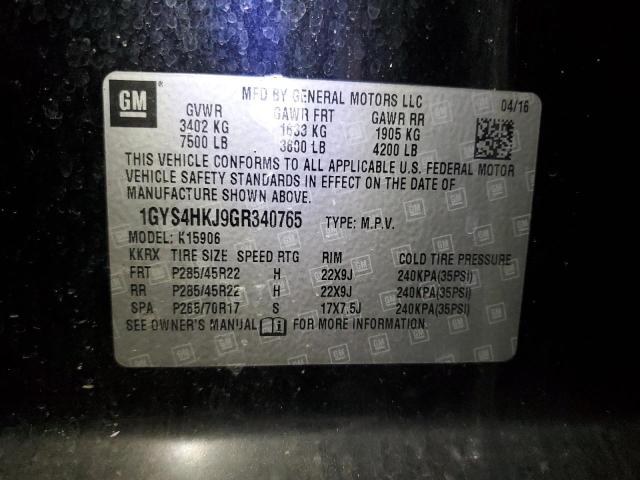 GM ®
MFD BY GENERAL MOTORS LLC
04/16
GVWR GAWR FRT GAWR RR
3402 KG 1633 KG 1905 KG
7500 LB 3600 LB 4200 LB
THIS VEHICLE CONFORMS TO ALL APPLICABLE U.S. FEDERAL MOTOR
VEHICLE SAFETY STANDARDS IN EFFECT ON THE DATE OF
MANUFACTURE SHOWN ABOVE.
1GYS4HKJ9GR340765 TYPE: M.P.V.
MODEL: K15906
KKRX TIRE SIZE SPEED RTG RIM COLD TIRE PRESSURE
FRT P285/45R22 H 22X9J 240KPA(35PSI)
RR P285/45R22 H 22X9J 240KPA(35PSI)
SPA P265/70R17 S 17X7.5J 240KPA(35PSI)
SEE OWNER'S MANUAL FOR MORE INFORMATION.